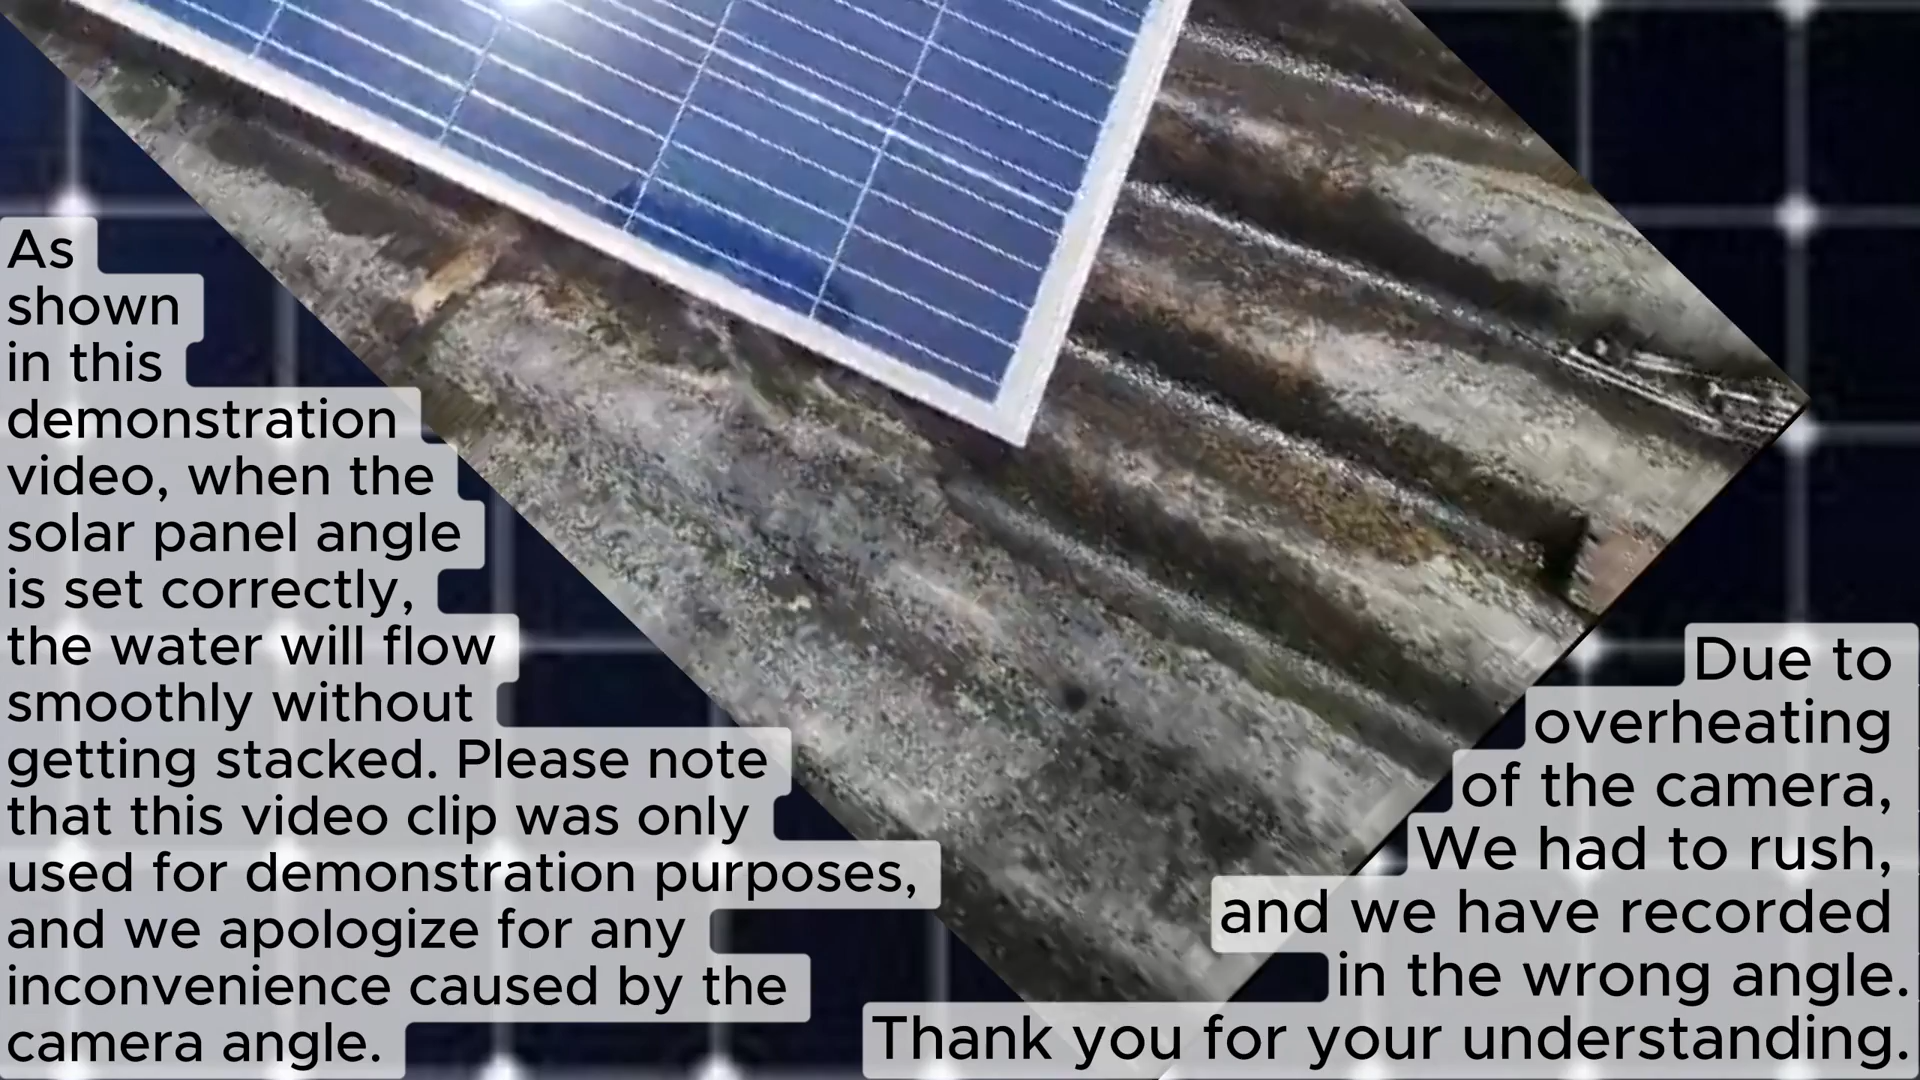 As
shown
in this
demonstration
video, when the
solar panel angle
is set correctly,
the water will flow
smoothly without
getting stacked. Please note
that this video clip was only
used for demonstration purposes,
and we apologize for any
inconvenience caused by the
camera angle.
Due to
overheating
of the camera,
We had to rush,
and we have recorded
in the wrong angle.
Thank you for your understanding.